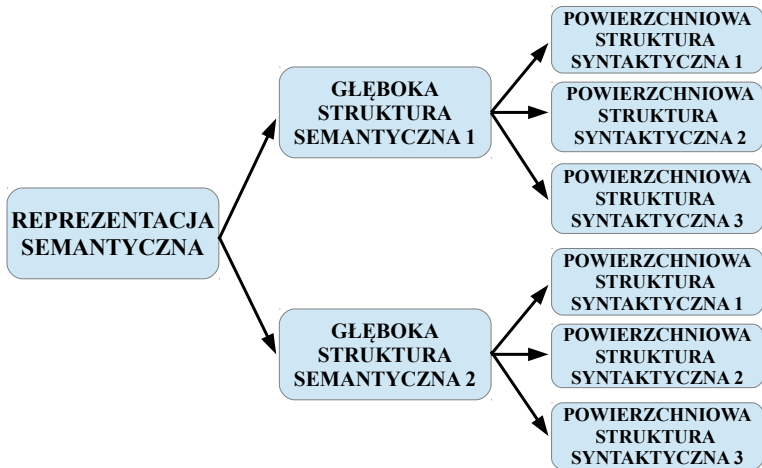 REPREZENTACJA
SEMANTYCZNA
GŁĘBOKA
STRUKTURA
SEMANTYCZNA 1
POWIERZCHNIOWA
STRUKTURA
SYNTAKTYCZNA 1
POWIERZCHNIOWA
STRUKTURA
SYNTAKTYCZNA 2
POWIERZCHNIOWA
STRUKTURA
SYNTAKTYCZNA 3
GŁĘBOKA
STRUKTURA
SEMANTYCZNA 2
POWIERZCHNIOWA
STRUKTURA
SYNTAKTYCZNA 1
POWIERZCHNIOWA
STRUKTURA
SYNTAKTYCZNA 2
POWIERZCHNIOWA
STRUKTURA
SYNTAKTYCZNA 3